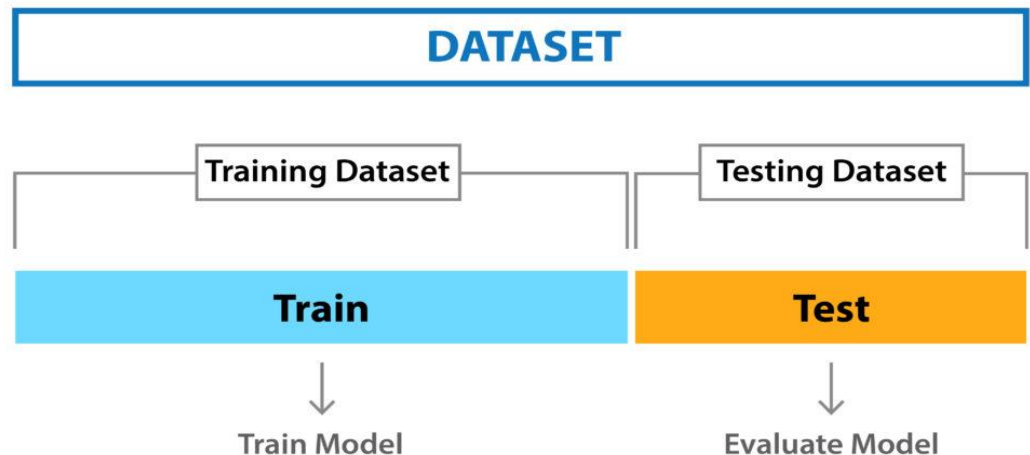 DATASET
Training Dataset
Testing Dataset
Train
Test
Train Model
Evaluate Model